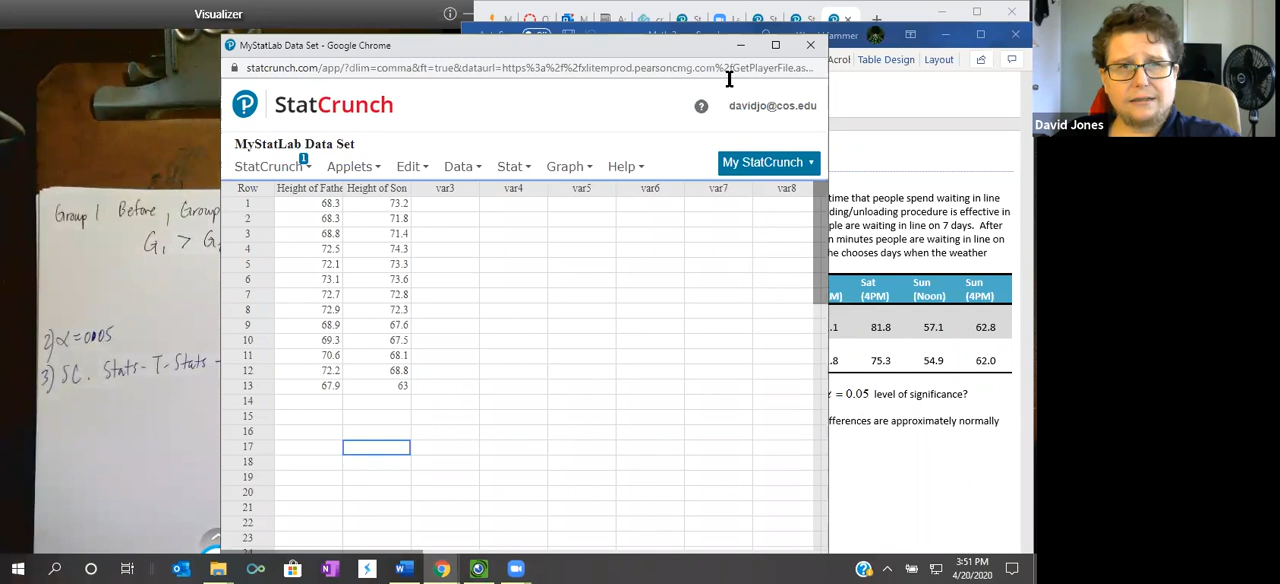 Visualizer
MyStatLab Data Set - Google Chrome
statcrunch.com/app/?dlim=comma&ft=true&dataurl=https%3a%2f%2fxlitemprod.pearsoncmg.com%2fGetPlayerFile.as...
Acrol Table Design Layout
StatCrunch
davidjo@cos.edu
David Jones
MyStatLab Data Set
StatCrunch 1 Applets Edit Data Stat Graph Help My StatCrunch
Row Height of Fathe Height of Son var3 var4 var5 var6 var7 var8
1 68.3 73.2
2 68.3 71.8
3 68.8 71.4
4 72.5 74.3
5 72.1 73.3
6 73.1 73.6
7 72.7 72.8
8 72.9 72.3
9 68.9 67.6
10 69.3 67.5
11 70.6 68.1
12 72.2 68.8
13 67.9 63
14
15
16
17
18
19
20
21
22
23
Group 1 Before, Group
G₁ > G
2) α = 0.05
3) SC. Stats - T-Stats -
time that people spend waiting in line
ding/unloading procedure is effective in
ple are waiting in line on 7 days. After
n minutes people are waiting in line on
he chooses days when the weather
Sat Sun Sun
M) (4PM) (Noon) (4PM)
.1 81.8 57.1 62.8
.8 75.3 54.9 62.0
= 0.05 level of significance?
fferences are approximately normally
3:51 PM
4/20/2020